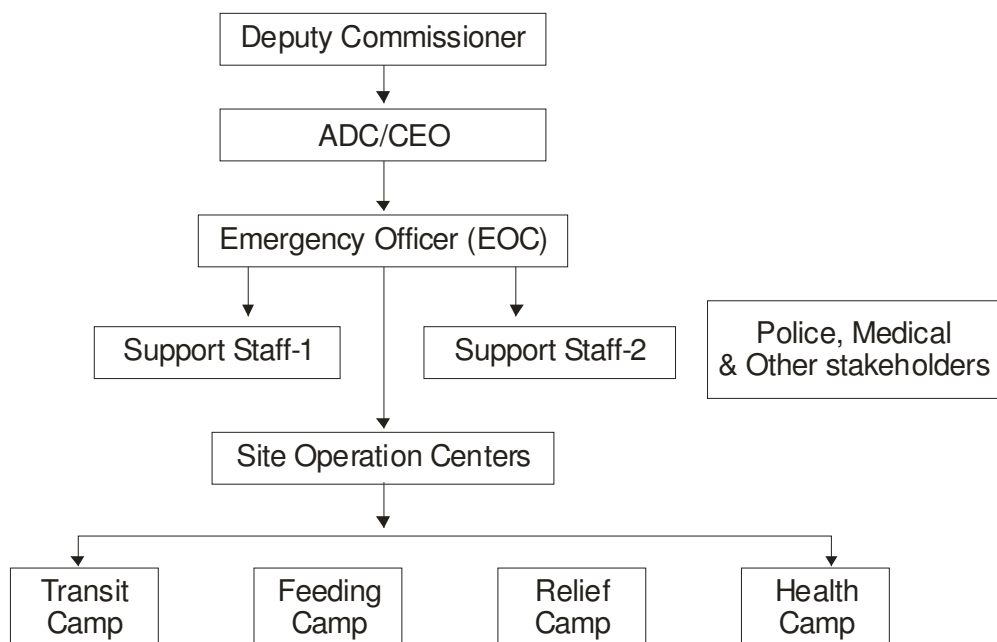 Deputy Commissioner
ADC/CEO
Emergency Officer (EOC)
Support Staff-1
Support Staff-2
Police, Medical
& Other stakeholders
Site Operation Centers
Transit
Camp
Feeding
Camp
Relief
Camp
Health
Camp